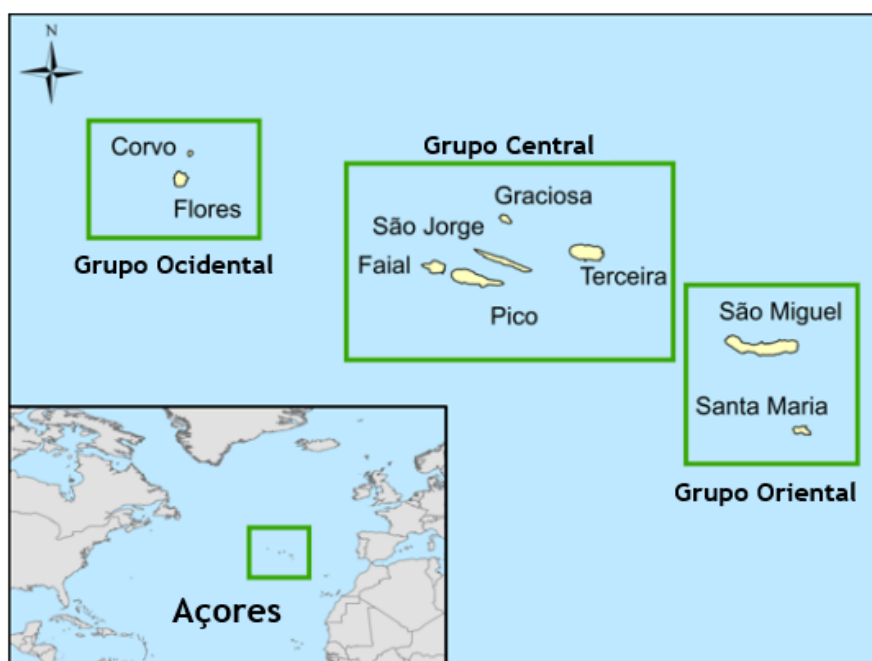 N
Corvo
Flores
Grupo Ocidental
Grupo Central
Graciosa
São Jorge
Faial
Terceira
Pico
São Miguel
Santa Maria
Grupo Oriental
Açores